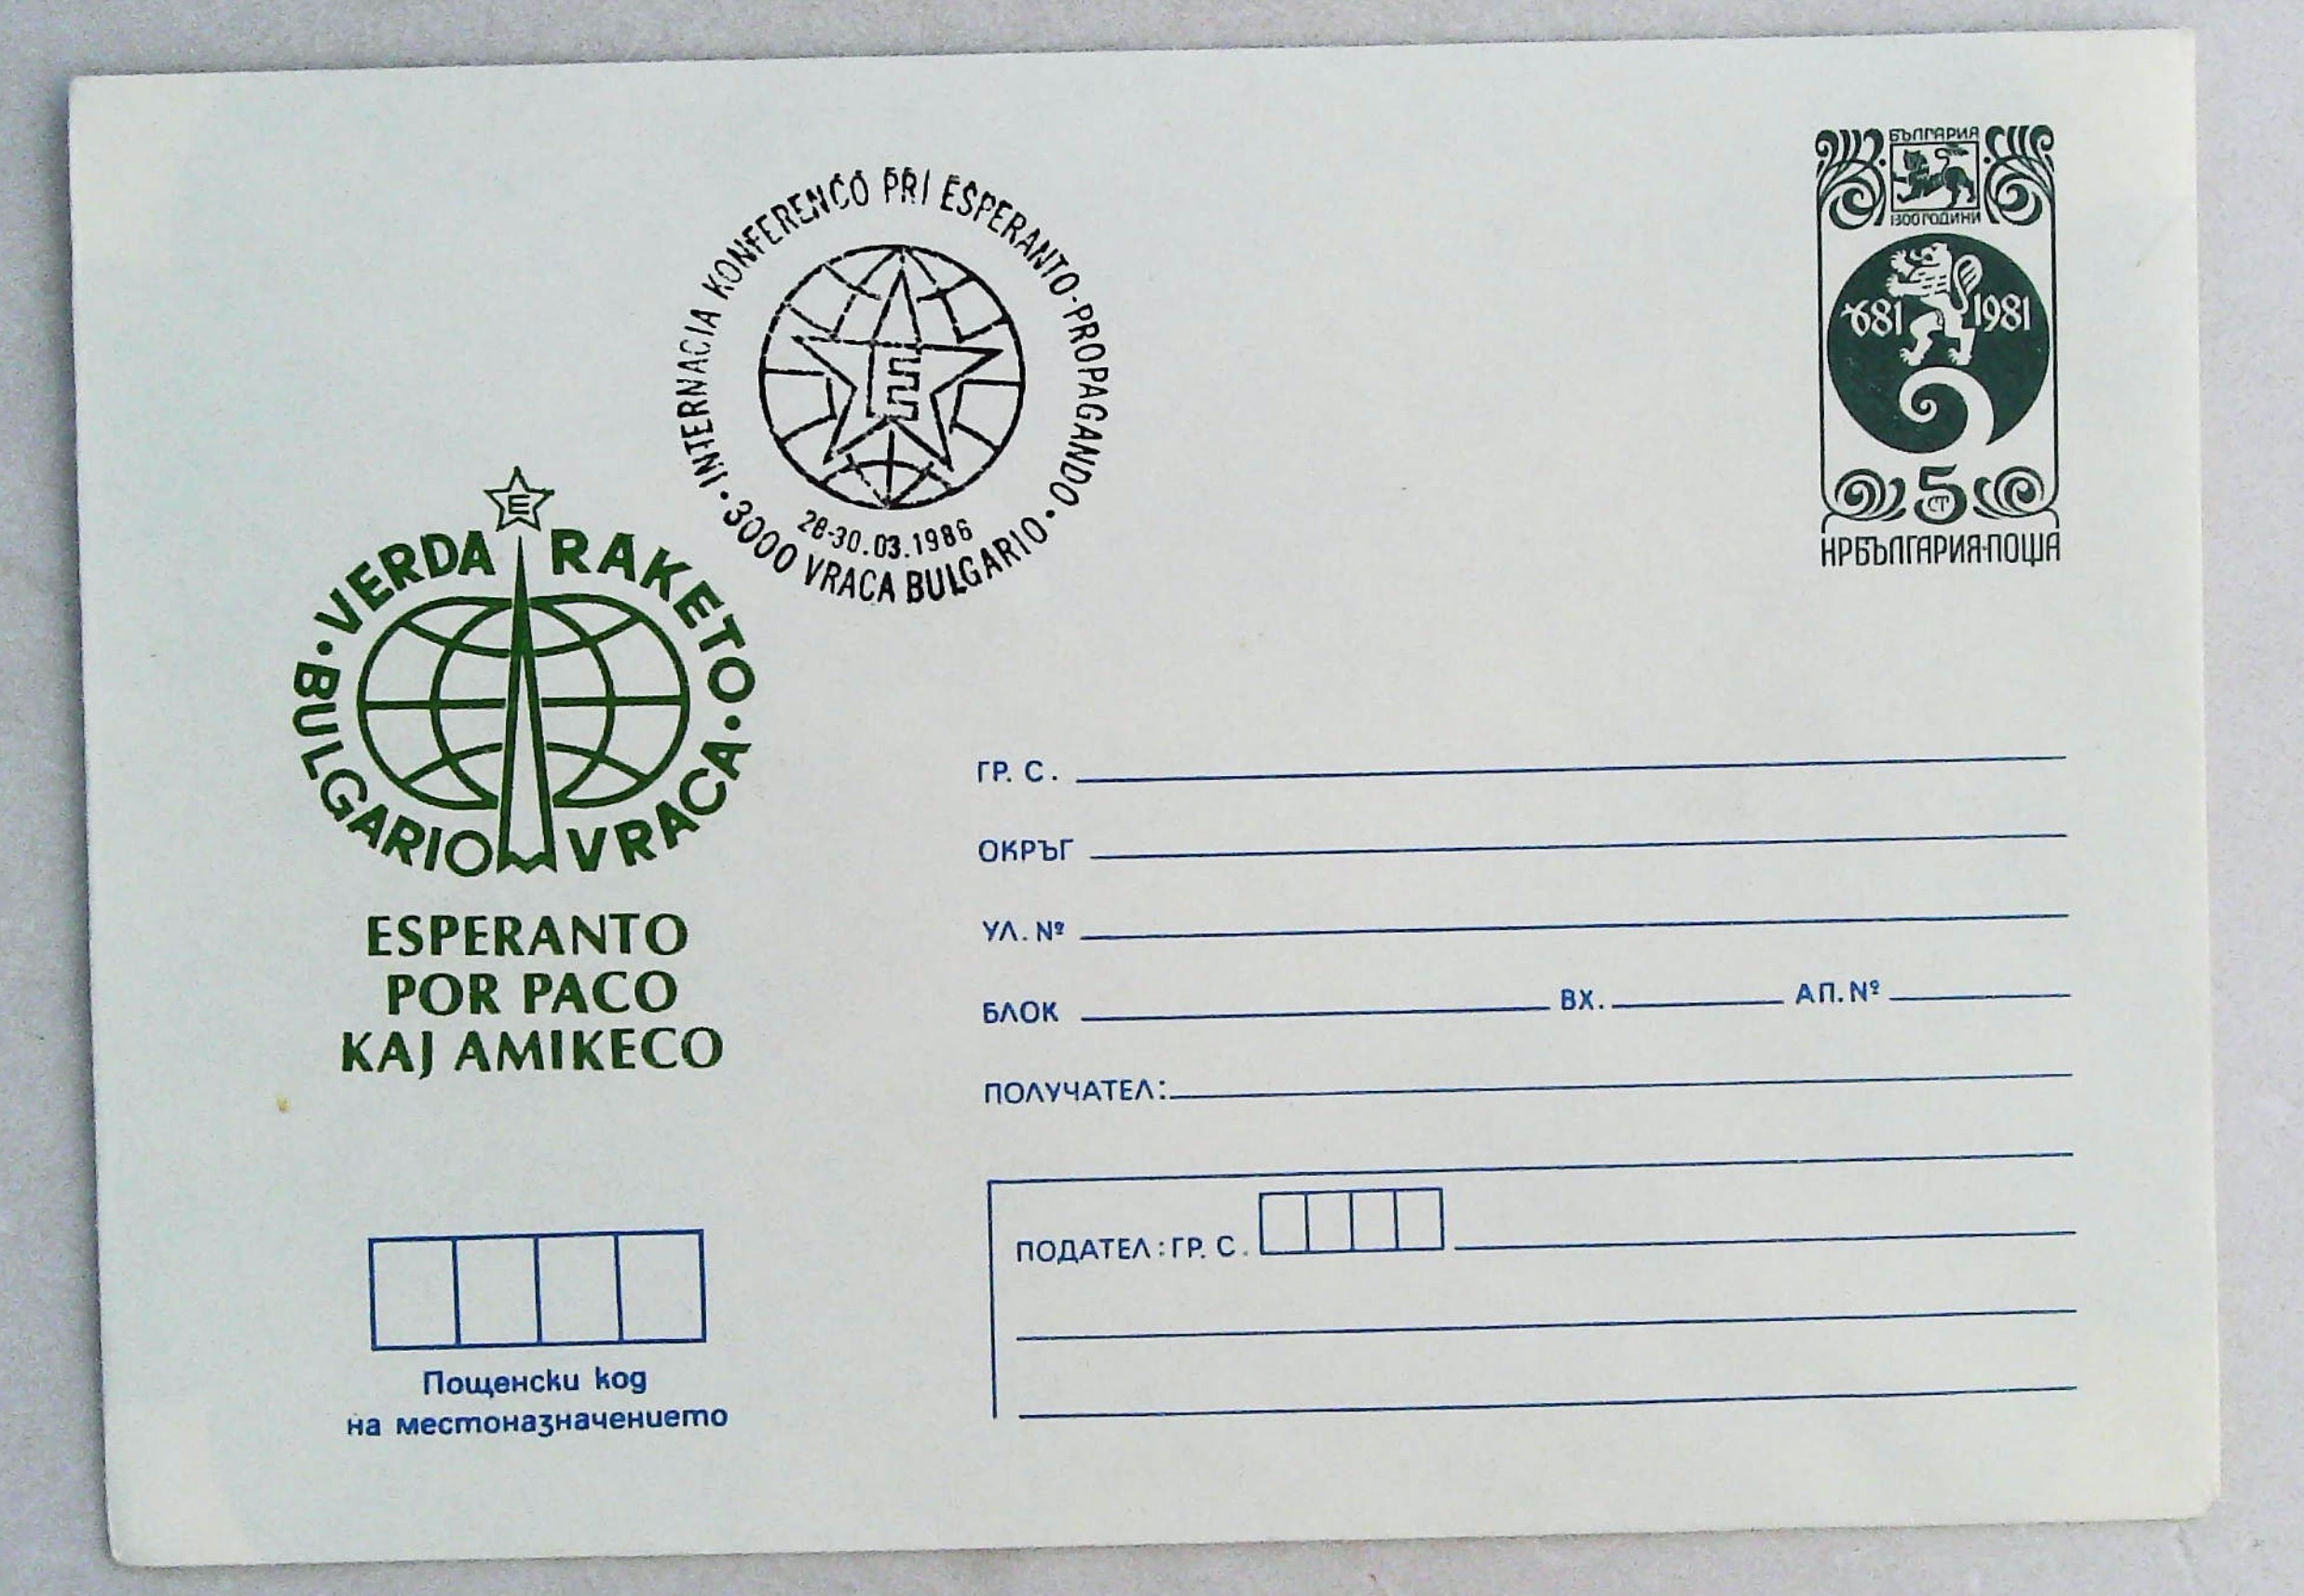 INTERNACIA KONFERENCO PRI ESPERANTO-PROPAGANDO
E
28-30.03.1986
3000 VRACA BULGARIO
БЪЛГАРИЯ
1300 ГОДИНИ
681 1981
5
СТ
НРБЪЛГАРИЯ·ПОЩА
E
VERDA RAKETO
BULGARIO VRACA
ESPERANTO
POR PACO
KAJ AMIKECO
ГР. С.
ОКРЪГ
УЛ. №
БЛОК ВХ. АП. №
ПОЛУЧАТЕЛ:
ПОДАТЕЛ: ГР. С.
Пощенски код
на местоназначението